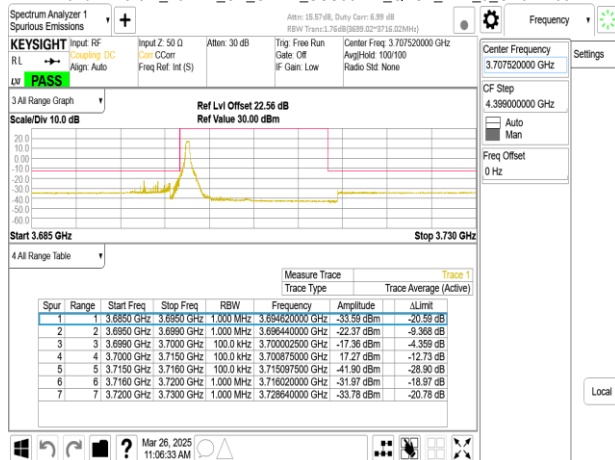 Spectrum Analyzer 1
Spurious Emissions
+
Attn: 15.57dB, Duty Corr: 6.99 dB
RBW Trans:1.76dB(3699.02~3716.02MHz)
Frequency
KEYSIGHT
Input: RF
Coupling: DC
Align: Auto
Input Z: 50 Ω
Corr CCorr
Freq Ref: Int (S)
Atten: 30 dB
Trig: Free Run
Gate: Off
IF Gain: Low
Center Freq: 3.707520000 GHz
Avg|Hold: 100/100
Radio Std: None
RL
LXI
PASS
Center Frequency
3.707520000 GHz
Settings
CF Step
4.399000000 GHz
Auto
Man
Freq Offset
0 Hz
Local
3 All Range Graph
Scale/Div 10.0 dB
Ref Lvl Offset 22.56 dB
Ref Value 30.00 dBm
20.0
10.0
0.00
-10.0
-20.0
-30.0
-40.0
-50.0
-60.0
Start 3.685 GHz
Stop 3.730 GHz
4 All Range Table
Measure Trace Trace 1
Trace Type Trace Average (Active)
Spur Range Start Freq Stop Freq RBW Frequency Amplitude ΔLimit
1 1 3.6850 GHz 3.6950 GHz 1.000 MHz 3.694620000 GHz -33.59 dBm -20.59 dB
2 2 3.6950 GHz 3.6990 GHz 1.000 MHz 3.696440000 GHz -22.37 dBm -9.368 dB
3 3 3.6990 GHz 3.7000 GHz 100.0 kHz 3.700002500 GHz -17.36 dBm -4.359 dB
4 4 3.7000 GHz 3.7150 GHz 100.0 kHz 3.700875000 GHz 17.27 dBm -12.73 dB
5 5 3.7150 GHz 3.7160 GHz 100.0 kHz 3.715097500 GHz -41.90 dBm -28.90 dB
6 6 3.7160 GHz 3.7200 GHz 1.000 MHz 3.716020000 GHz -31.97 dBm -18.97 dB
7 7 3.7200 GHz 3.7300 GHz 1.000 MHz 3.728640000 GHz -33.78 dBm -20.78 dB
?
Mar 26, 2025
11:06:33 AM